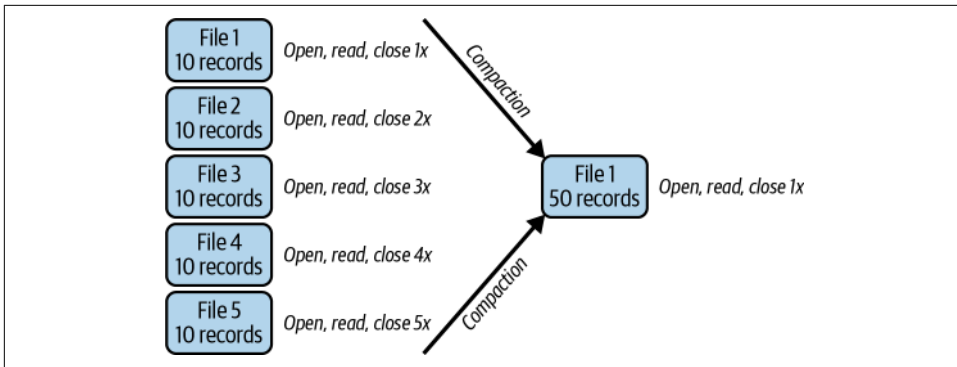 File 1
10 records
Open, read, close 1x
File 2
10 records
Open, read, close 2x
File 3
10 records
Open, read, close 3x
File 4
10 records
Open, read, close 4x
File 5
10 records
Open, read, close 5x
Compaction
Compaction
File 1
50 records
Open, read, close 1x